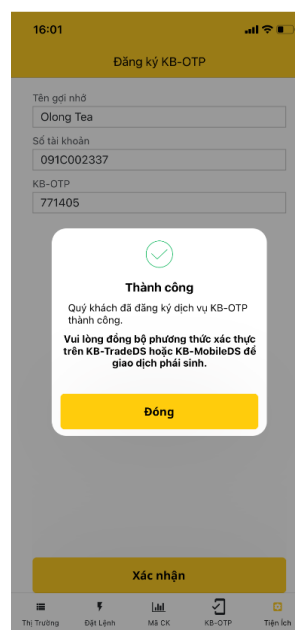 16:01
Đăng ký KB-OTP
Tên gợi nhớ
Olong Tea
Số tài khoản
091C002337
KB-OTP
771405
Thành công
Quý khách đã đăng ký dịch vụ KB-OTP
thành công.
Vui lòng đồng bộ phương thức xác thực
trên KB-TradeDS hoặc KB-MobileDS để
giao dịch phái sinh.
Đóng
Xác nhận
Thị Trường Đặt Lệnh Mã CK KB-OTP Tiện Ích